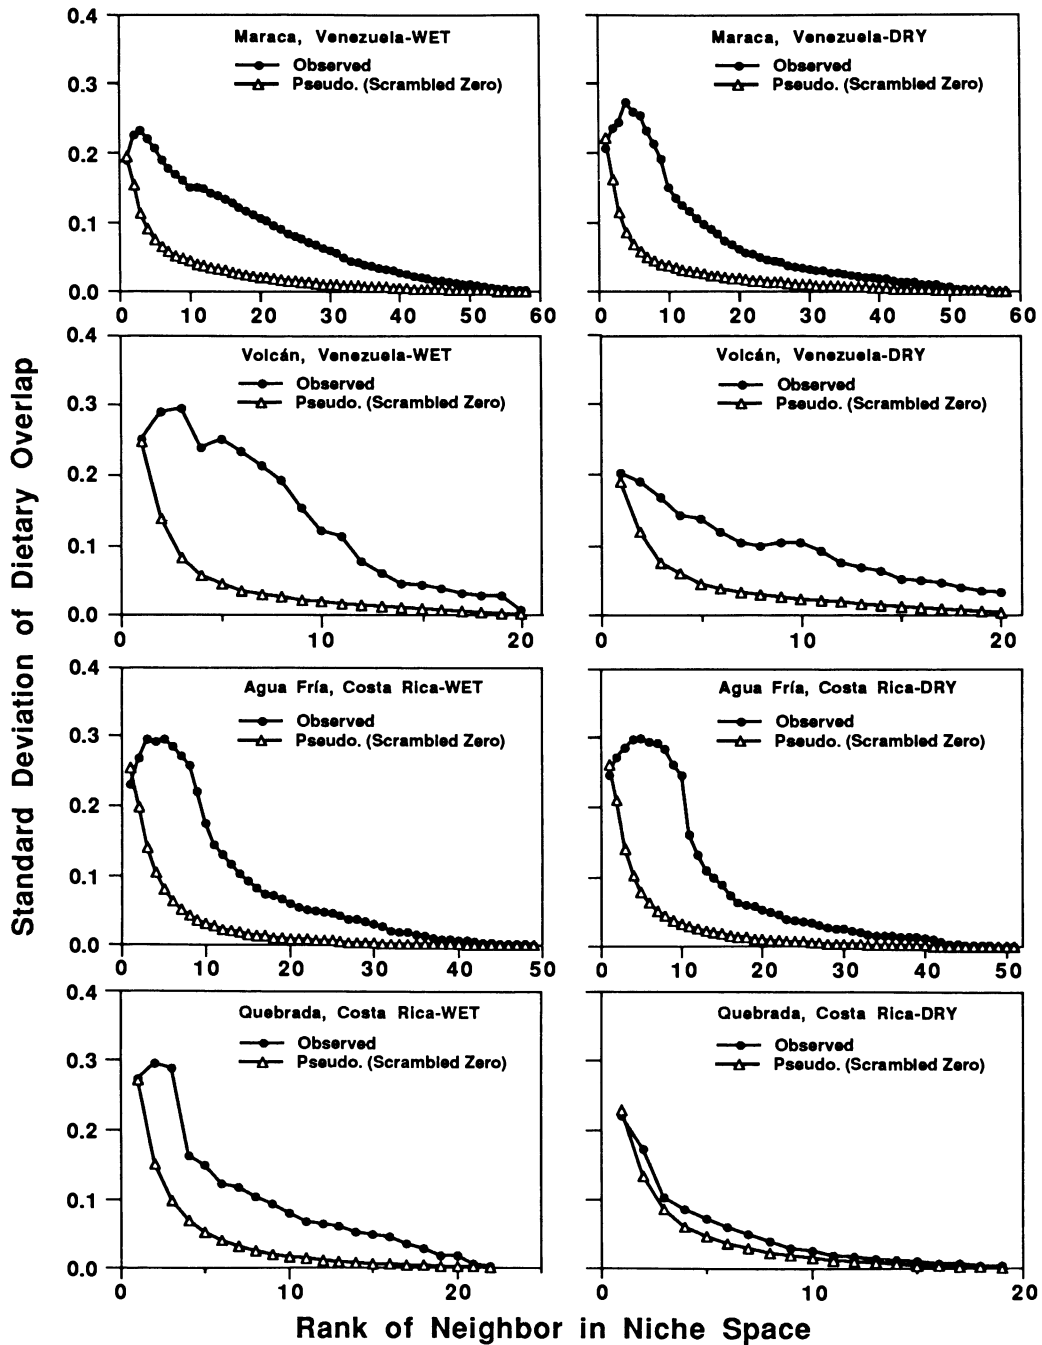 Standard Deviation of Dietary Overlap
0.4
0.3
0.2
0.1
0.0
Maraca, Venezuela-WET
Observed
Pseudo. (Scrambled Zero)
0 10 20 30 40 50 60
Maraca, Venezuela-DRY
Observed
Pseudo. (Scrambled Zero)
0 10 20 30 40 50 60
0.4
0.3
0.2
0.1
0.0
Volcán, Venezuela-WET
Observed
Pseudo. (Scrambled Zero)
0 10 20
Volcán, Venezuela-DRY
Observed
Pseudo. (Scrambled Zero)
0 10 20
0.4
0.3
0.2
0.1
0.0
Agua Fría, Costa Rica-WET
Observed
Pseudo. (Scrambled Zero)
0 10 20 30 40 50
Agua Fría, Costa Rica-DRY
Observed
Pseudo. (Scrambled Zero)
0 10 20 30 40 50
0.4
0.3
0.2
0.1
0.0
Quebrada, Costa Rica-WET
Observed
Pseudo. (Scrambled Zero)
0 10 20
Quebrada, Costa Rica-DRY
Observed
Pseudo. (Scrambled Zero)
0 10 20
Rank of Neighbor in Niche Space